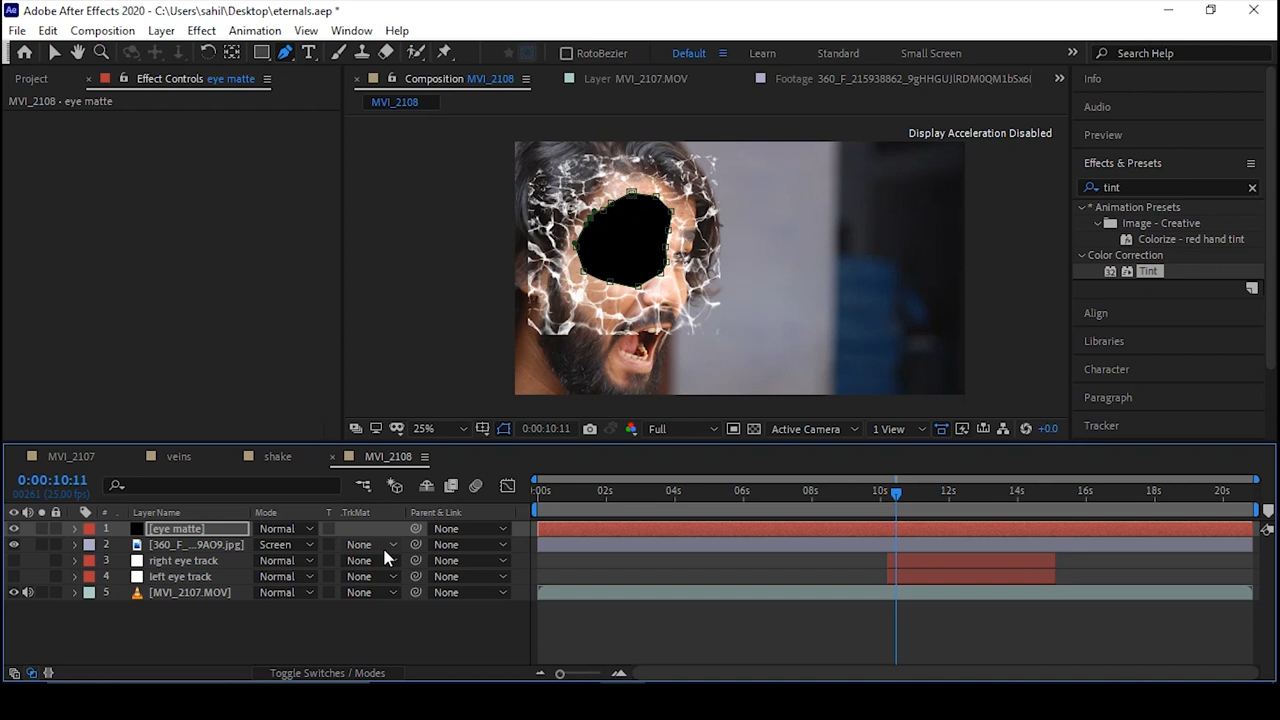 Adobe After Effects 2020 - C:\Users\sahil\Desktop\eternals.aep *
File Edit Composition Layer Effect Animation View Window Help
RotoBezier Default Learn Standard Small Screen Search Help
Project Effect Controls eye matte Composition MVI_2108 Layer MVI_2107.MOV Footage 360_F_215938862_9gHHGUJlRDM0QM1bSx6l Info
MVI_2108 • eye matte
MVI_2108
Audio
Display Acceleration Disabled
Preview
Effects & Presets
tint
* Animation Presets
Image - Creative
Colorize - red hand tint
Color Correction
Tint
Align
Libraries
Character
Paragraph
Tracker
25% 0:00:10:11 Full Active Camera 1 View +0.0
MVI_2107 veins shake MVI_2108
0:00:10:11
00261 (25.00 fps)
:00s 02s 04s 06s 08s 10s 12s 14s 16s 18s 20s
# Layer Name Mode T .TrkMat Parent & Link
1 [eye matte] Normal None
2 [360_F_...9AO9.jpg] Screen None None
3 right eye track Normal None None
4 left eye track Normal None None
5 [MVI_2107.MOV] Normal None None
Toggle Switches / Modes